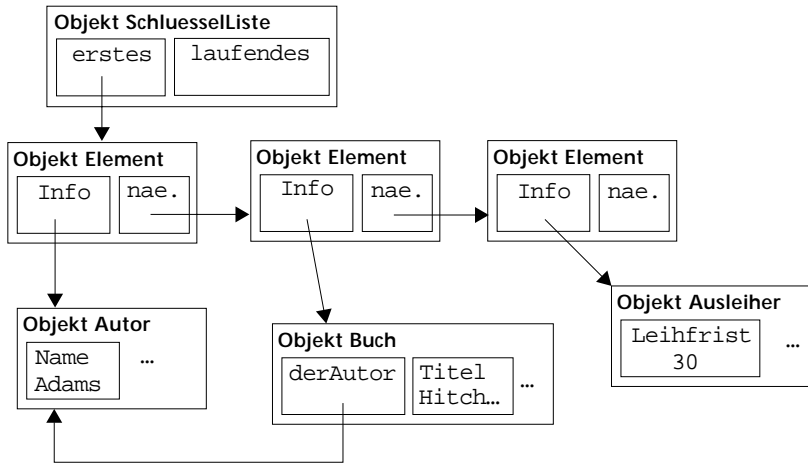 Objekt SchluesselListe
erstes
laufendes
Objekt Element
Info
nae.
Objekt Element
Info
nae.
Objekt Element
Info
nae.
Objekt Autor
Name
Adams
...
Objekt Buch
derAutor
Titel
Hitch...
...
Objekt Ausleiher
Leihfrist
30
...